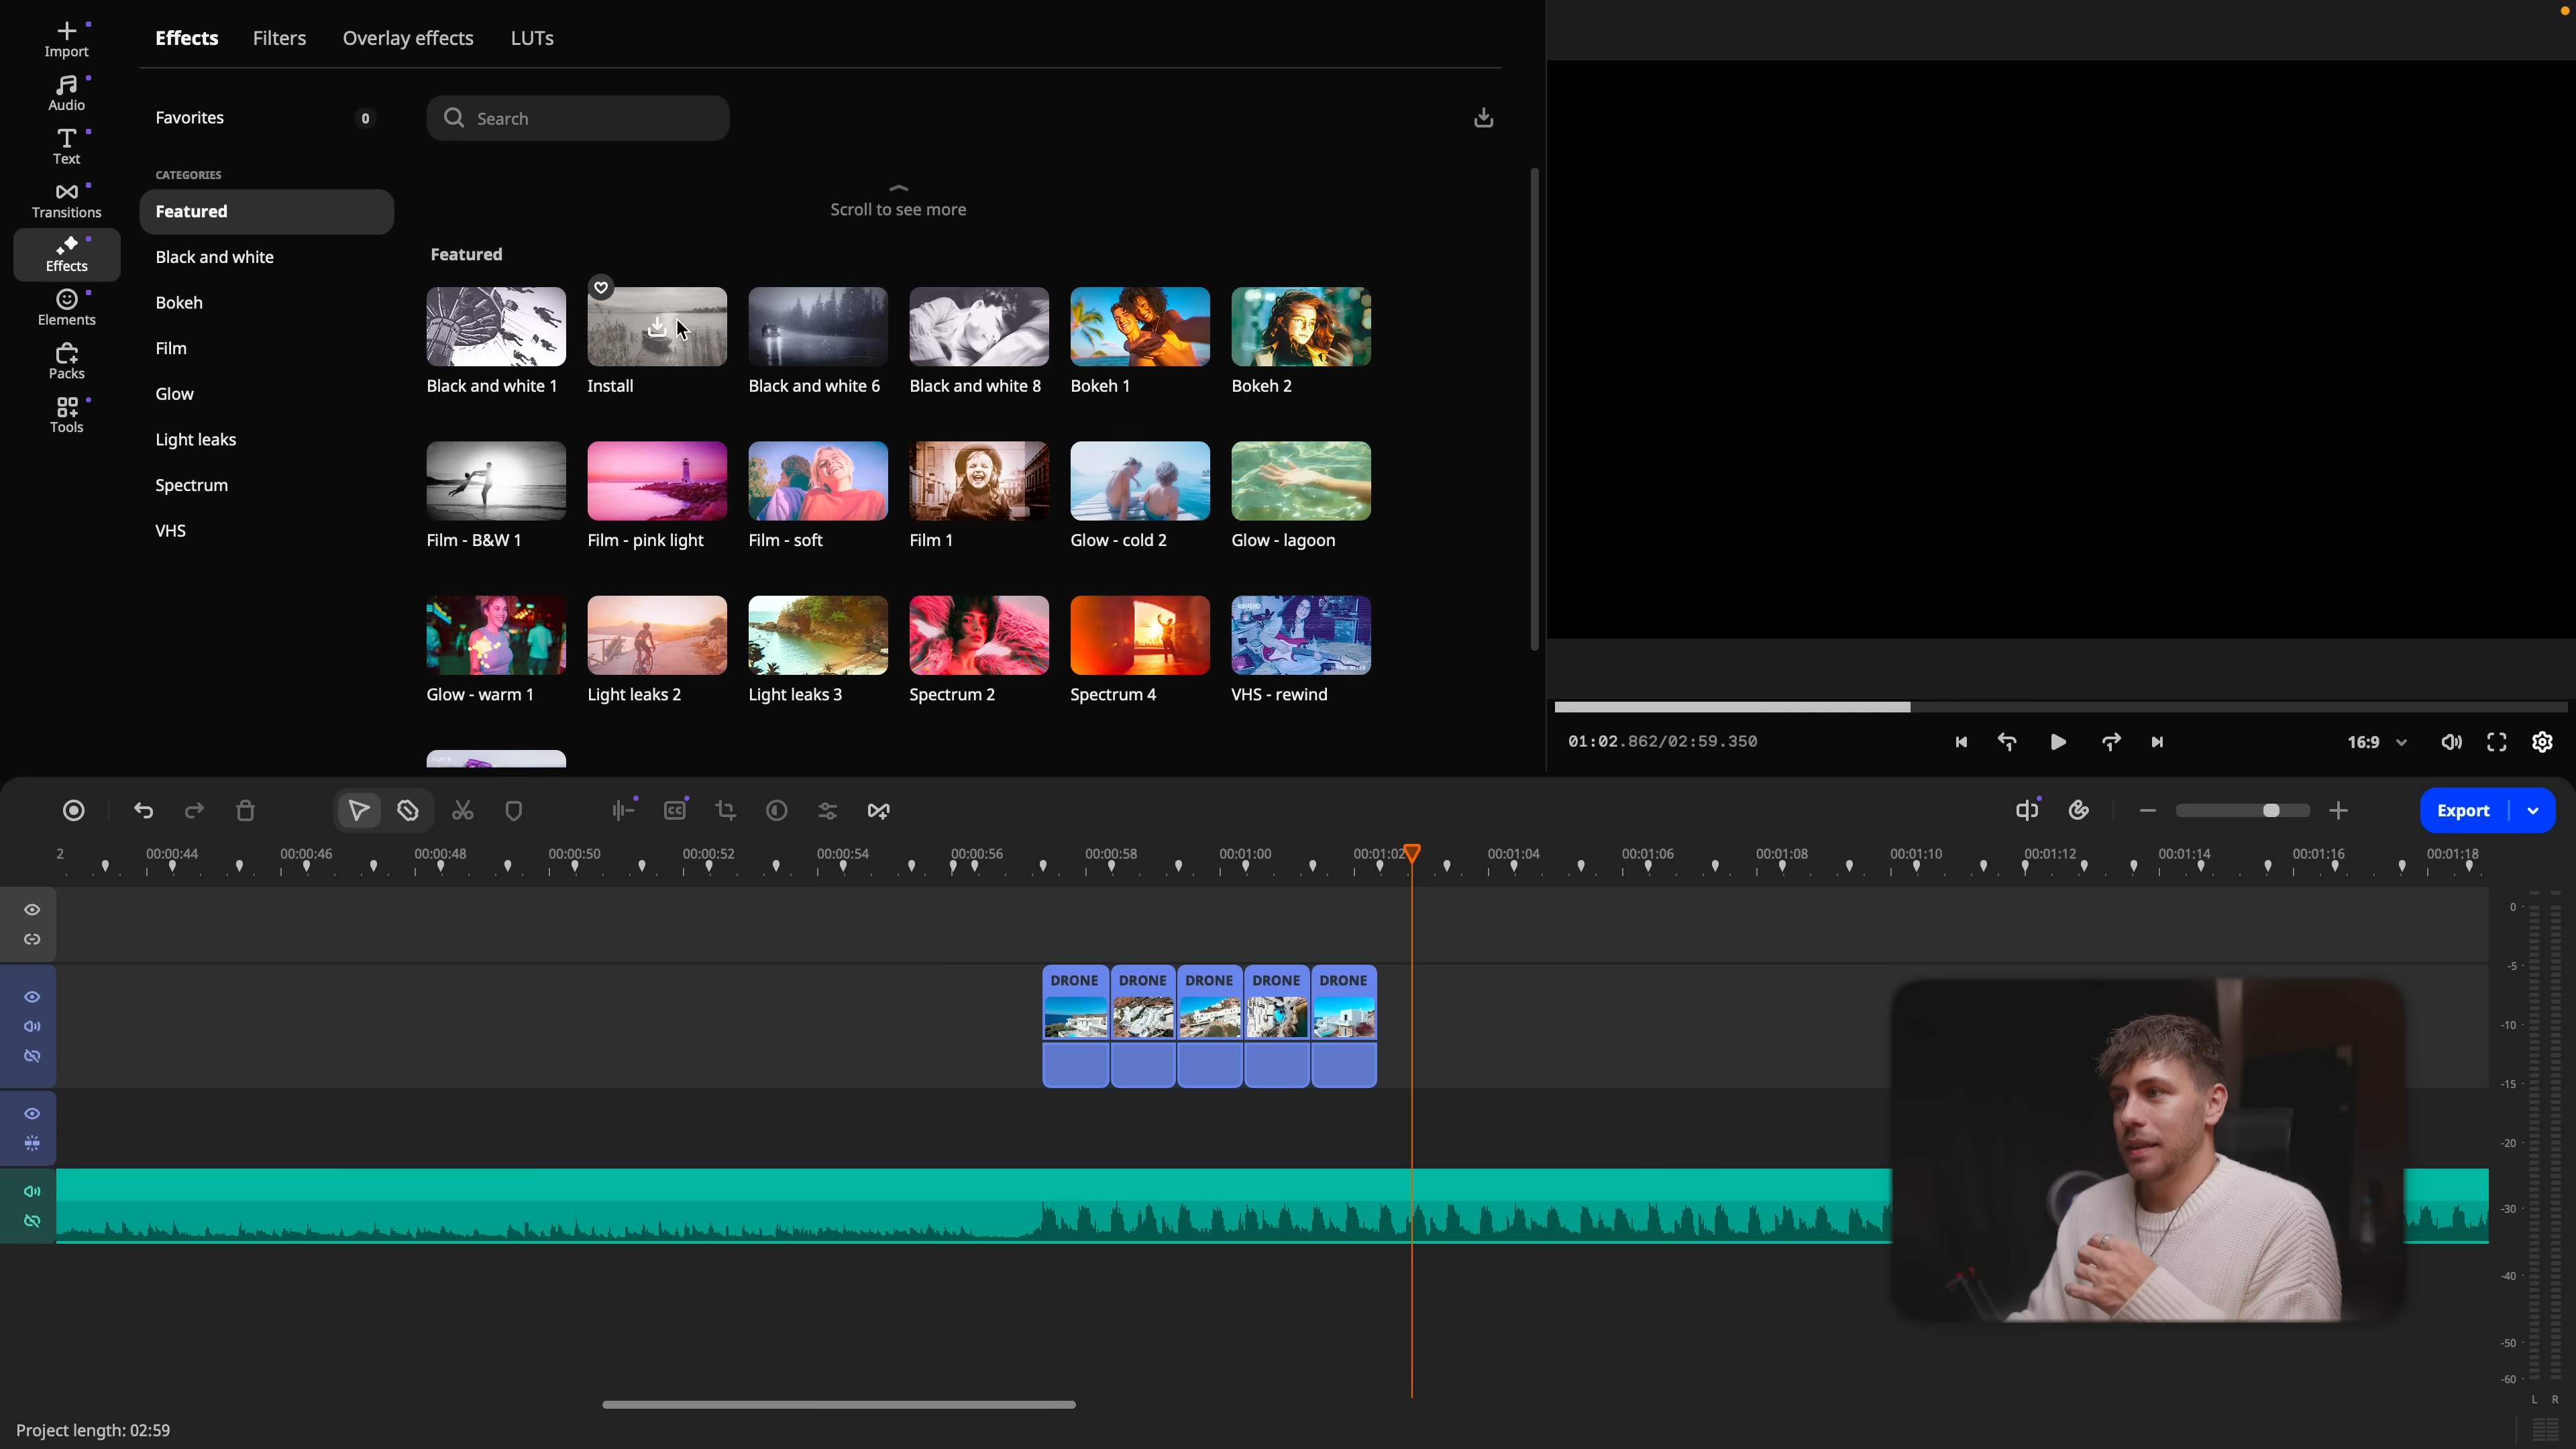 Import
Audio
Text
Transitions
Effects
Elements
Packs
Tools
Effects Filters Overlay effects LUTs
Favorites 0
CATEGORIES
Featured
Black and white
Bokeh
Film
Glow
Light leaks
Spectrum
VHS
Search
Scroll to see more
Featured
Black and white 1 Install Black and white 6 Black and white 8 Bokeh 1 Bokeh 2
Film - B&W 1 Film - pink light Film - soft Film 1 Glow - cold 2 Glow - lagoon
Glow - warm 1 Light leaks 2 Light leaks 3 Spectrum 2 Spectrum 4 VHS - rewind
01:02.862/02:59.350
16:9
CC
Export
2 00:00:44 00:00:46 00:00:48 00:00:50 00:00:52 00:00:54 00:00:56 00:00:58 00:01:00 00:01:02 00:01:04 00:01:06 00:01:08 00:01:10 00:01:12 00:01:14 00:01:16 00:01:18
DRONE DRONE DRONE DRONE DRONE
0
-5
-10
-15
-20
-30
-40
-50
-60
L R
Project length: 02:59